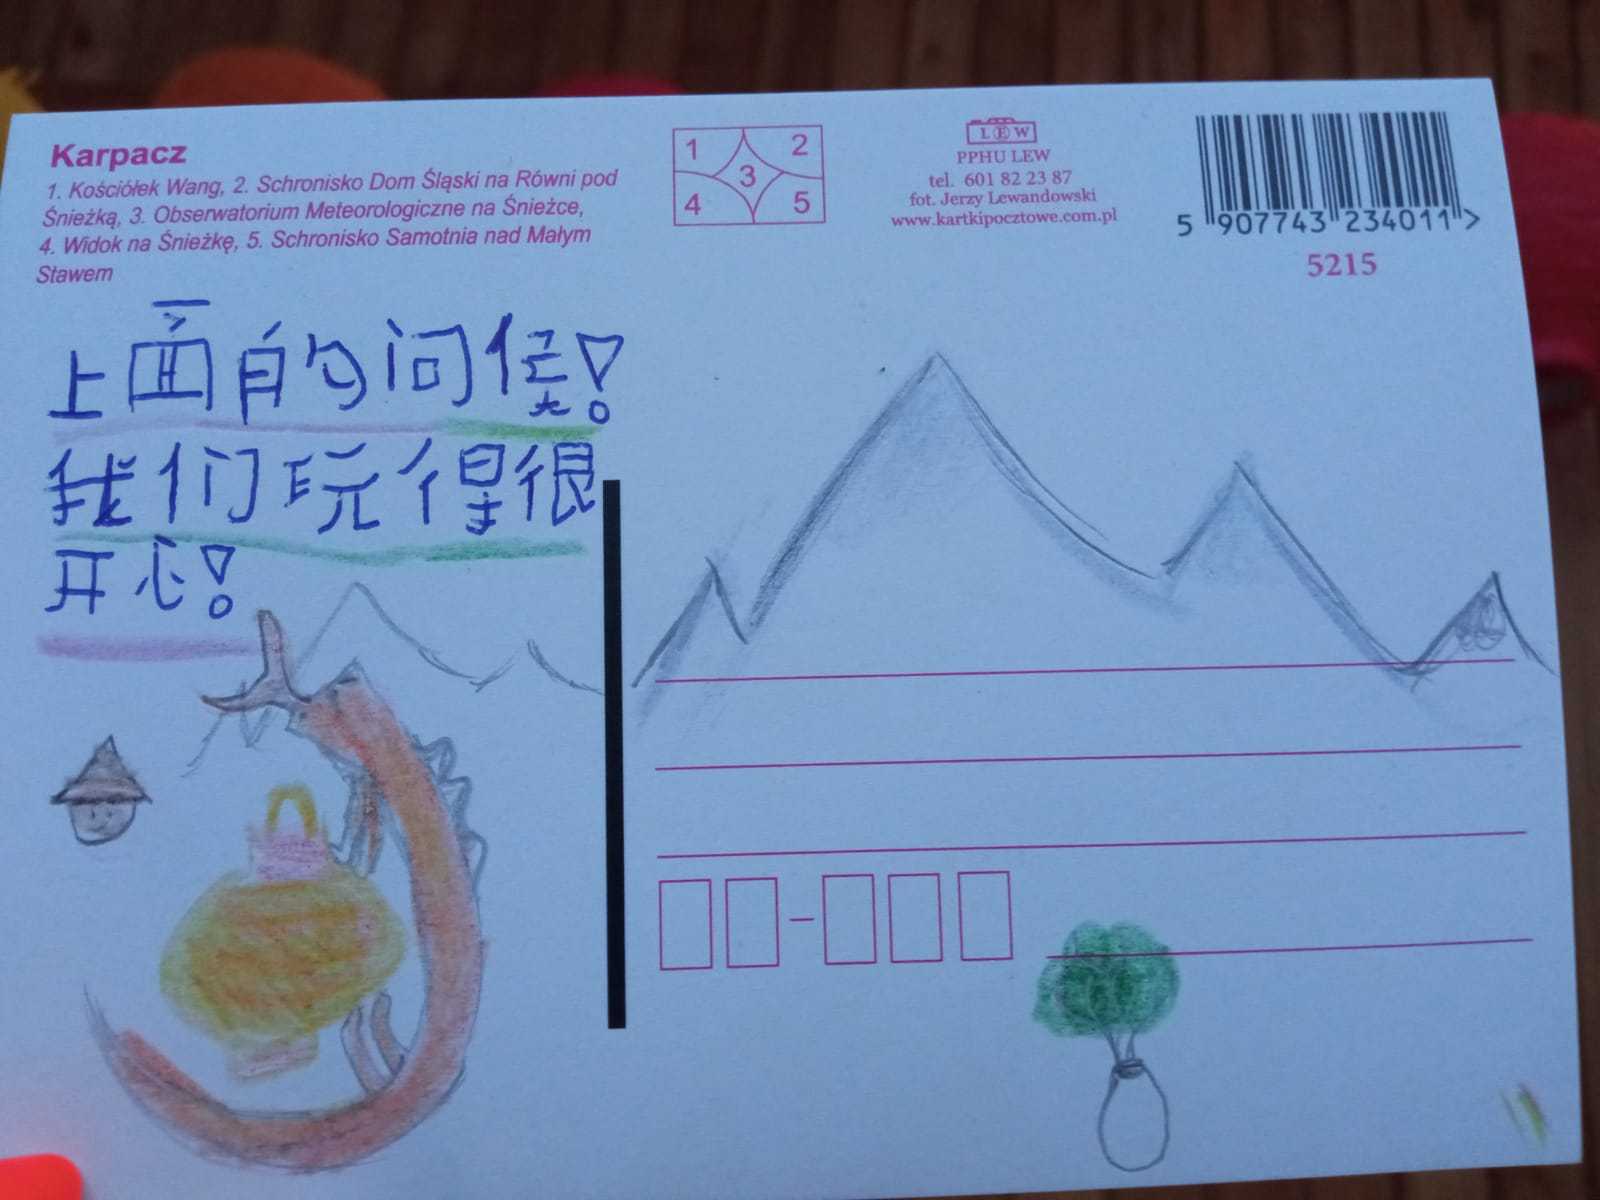 Karpacz
1. Kościółek Wang, 2. Schronisko Dom Śląski na Równi pod
Śnieżką, 3. Obserwatorium Meteorologiczne na Śnieżce,
4. Widok na Śnieżkę, 5. Schronisko Samotnia nad Małym
Stawem
1 2
3
4 5
LEW
PPHU LEW
tel. 601 82 23 87
fot. Jerzy Lewandowski
www.kartkipocztowe.com.pl
5 907743 234011 >
5215
上面的问候!
我们玩得很
开心!